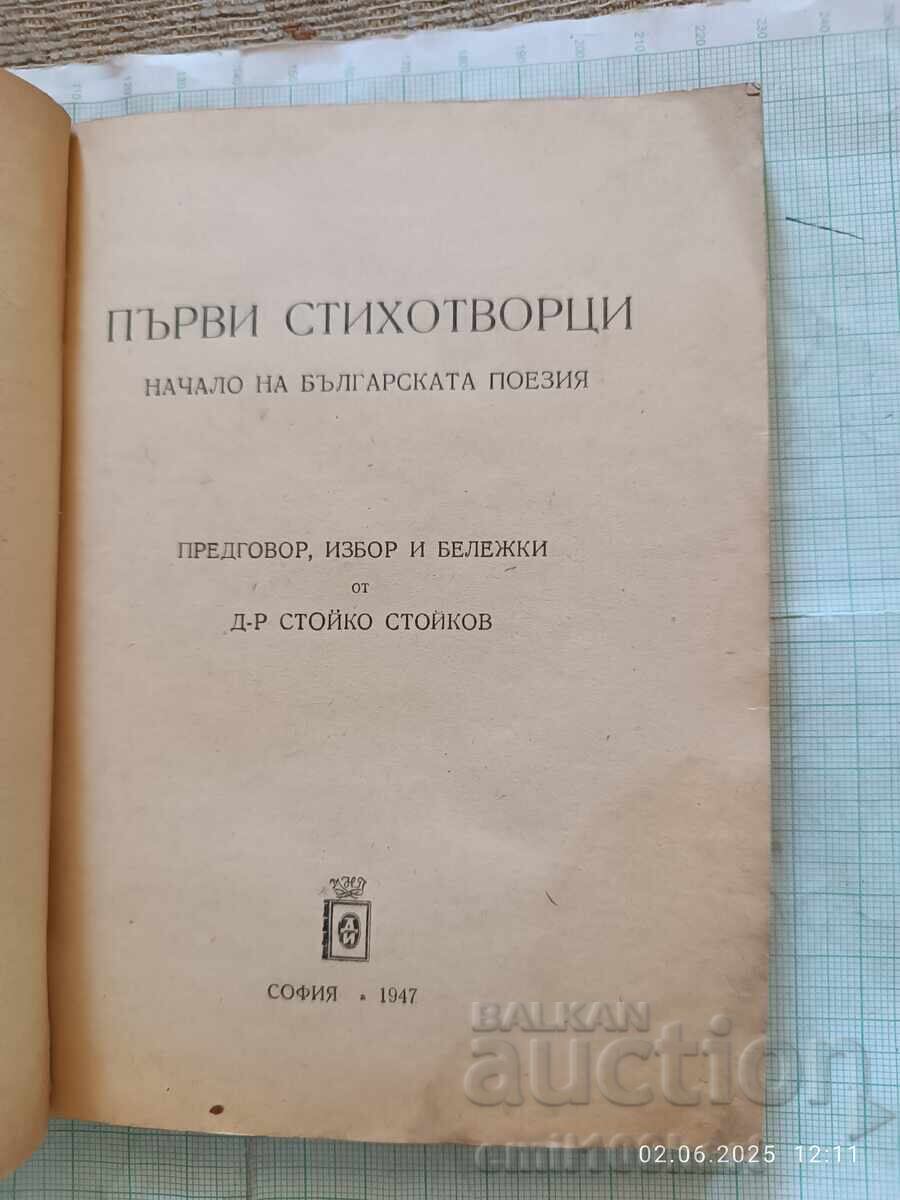 ПЪРВИ СТИХОТВОРЦИ
НАЧАЛО НА БЪЛГАРСКАТА ПОЕЗИЯ
ПРЕДГОВОР, ИЗБОР И БЕЛЕЖКИ
ОТ
Д-Р СТОЙКО СТОЙКОВ
ДИ
СОФИЯ • 1947
BALKAN
auction
02.06.2025 12:11